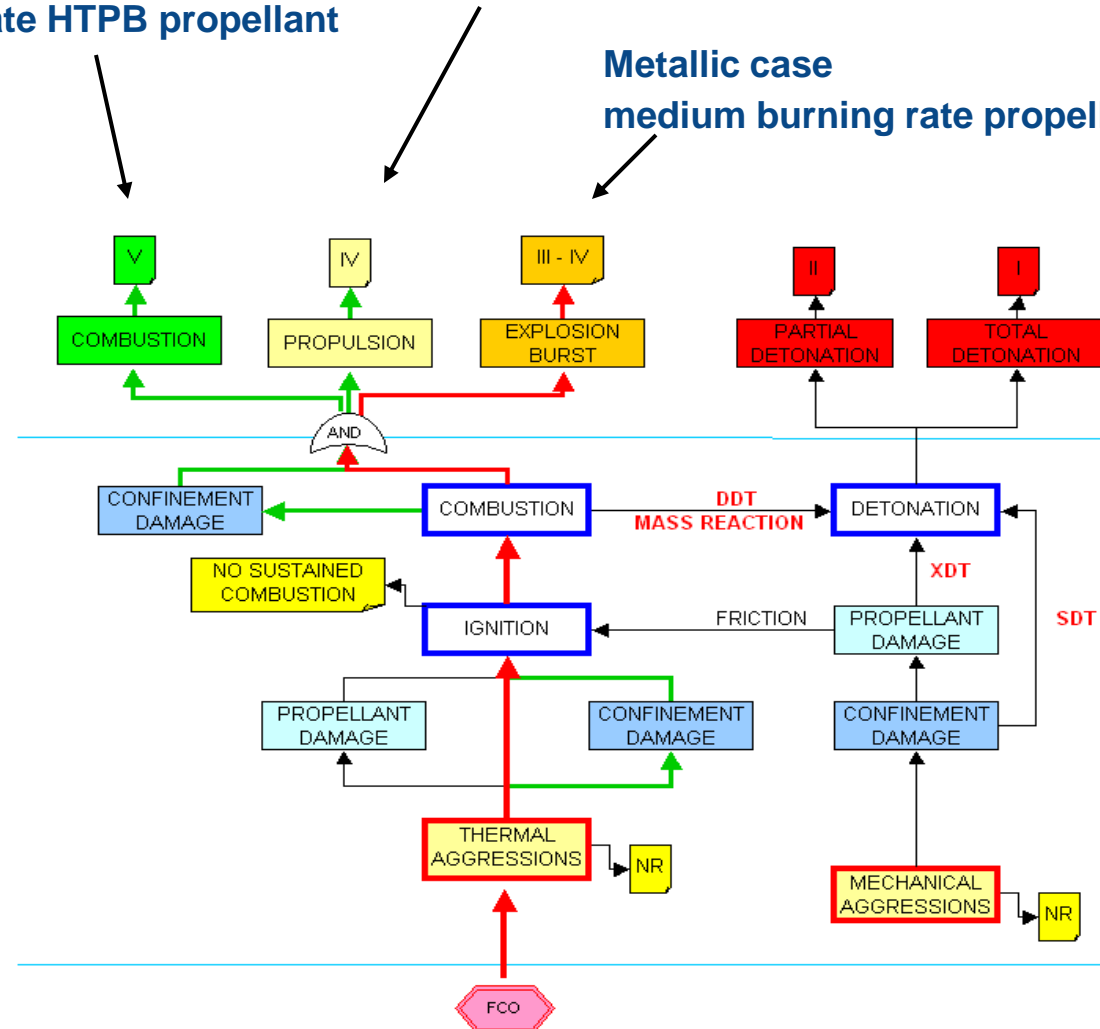 ate HTPB propellant
Metallic case
medium burning rate propel
V
IV
III - IV
II
I
COMBUSTION
PROPULSION
EXPLOSION
BURST
PARTIAL
DETONATION
TOTAL
DETONATION
AND
CONFINEMENT
DAMAGE
COMBUSTION
DDT
MASS REACTION
DETONATION
NO SUSTAINED
COMBUSTION
XDT
IGNITION
FRICTION
PROPELLANT
DAMAGE
SDT
PROPELLANT
DAMAGE
CONFINEMENT
DAMAGE
CONFINEMENT
DAMAGE
THERMAL
AGGRESSIONS
NR
MECHANICAL
AGGRESSIONS
NR
FCO